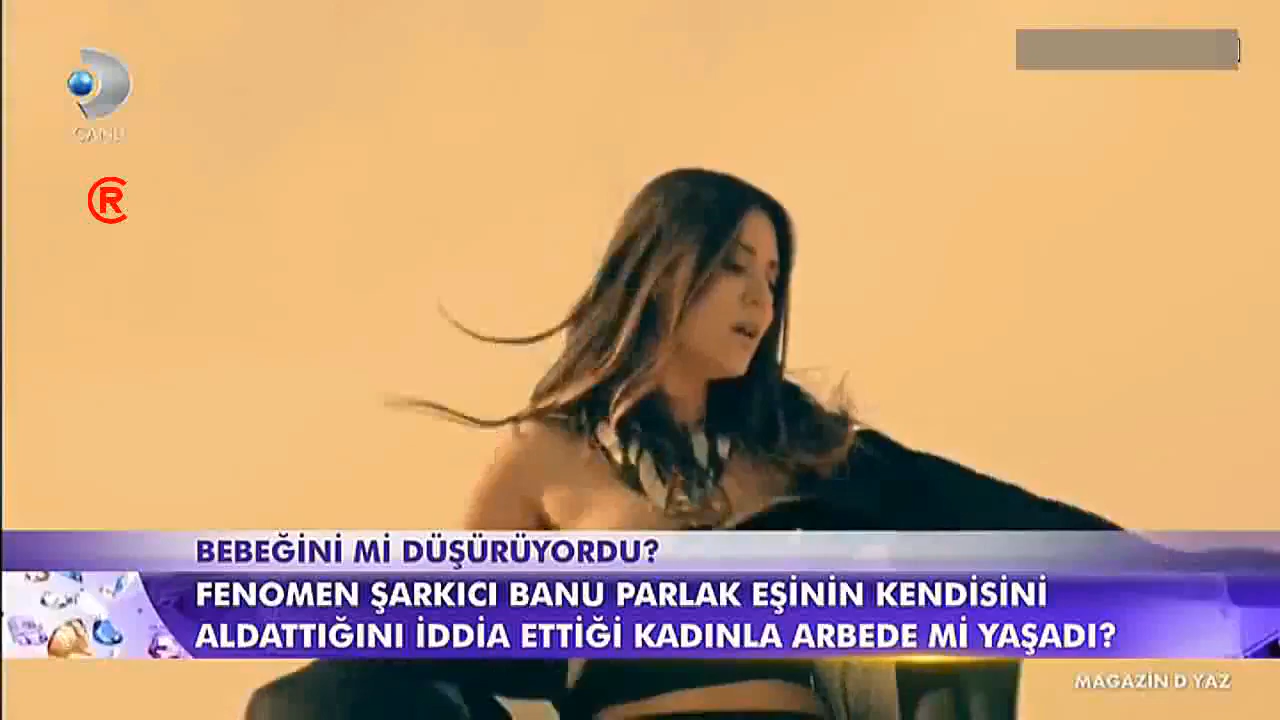 CANLI
R
BEBEĞİNİ Mİ DÜŞÜRÜYORDU?
FENOMEN ŞARKICI BANU PARLAK EŞİNİN KENDİSİNİ
ALDATTIĞINI İDDİA ETTİĞİ KADINLA ARBEDE Mİ YAŞADI?
MAGAZİN D YAZ